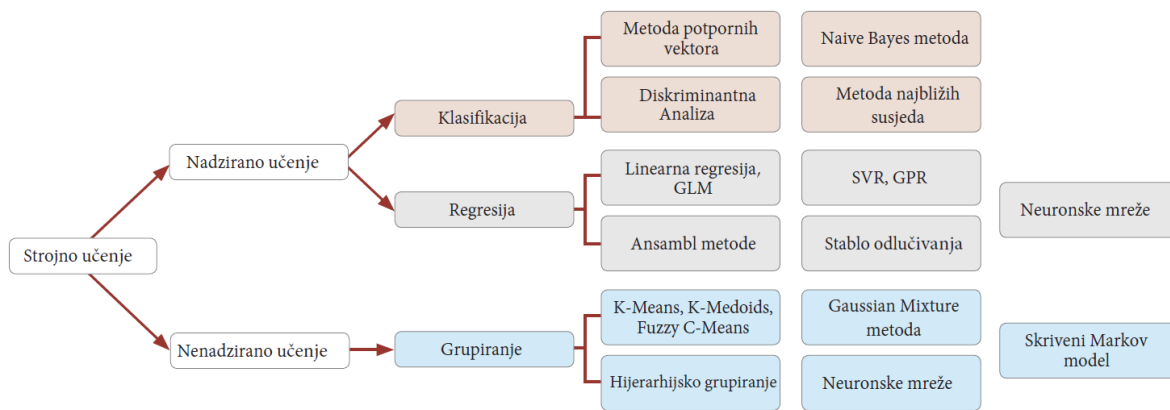 Strojno učenje
Nadzirano učenje
Nenadzirano učenje
Klasifikacija
Regresija
Grupiranje
Metoda potpornih
vektora
Naive Bayes metoda
Diskriminantna
Analiza
Metoda najbližih
susjeda
Linearna regresija,
GLM
SVR, GPR
Ansambl metode
Stablo odlučivanja
Neuronske mreže
K-Means, K-Medoids,
Fuzzy C-Means
Gaussian Mixture
metoda
Hijerarhijsko grupiranje
Neuronske mreže
Skriveni Markov
model